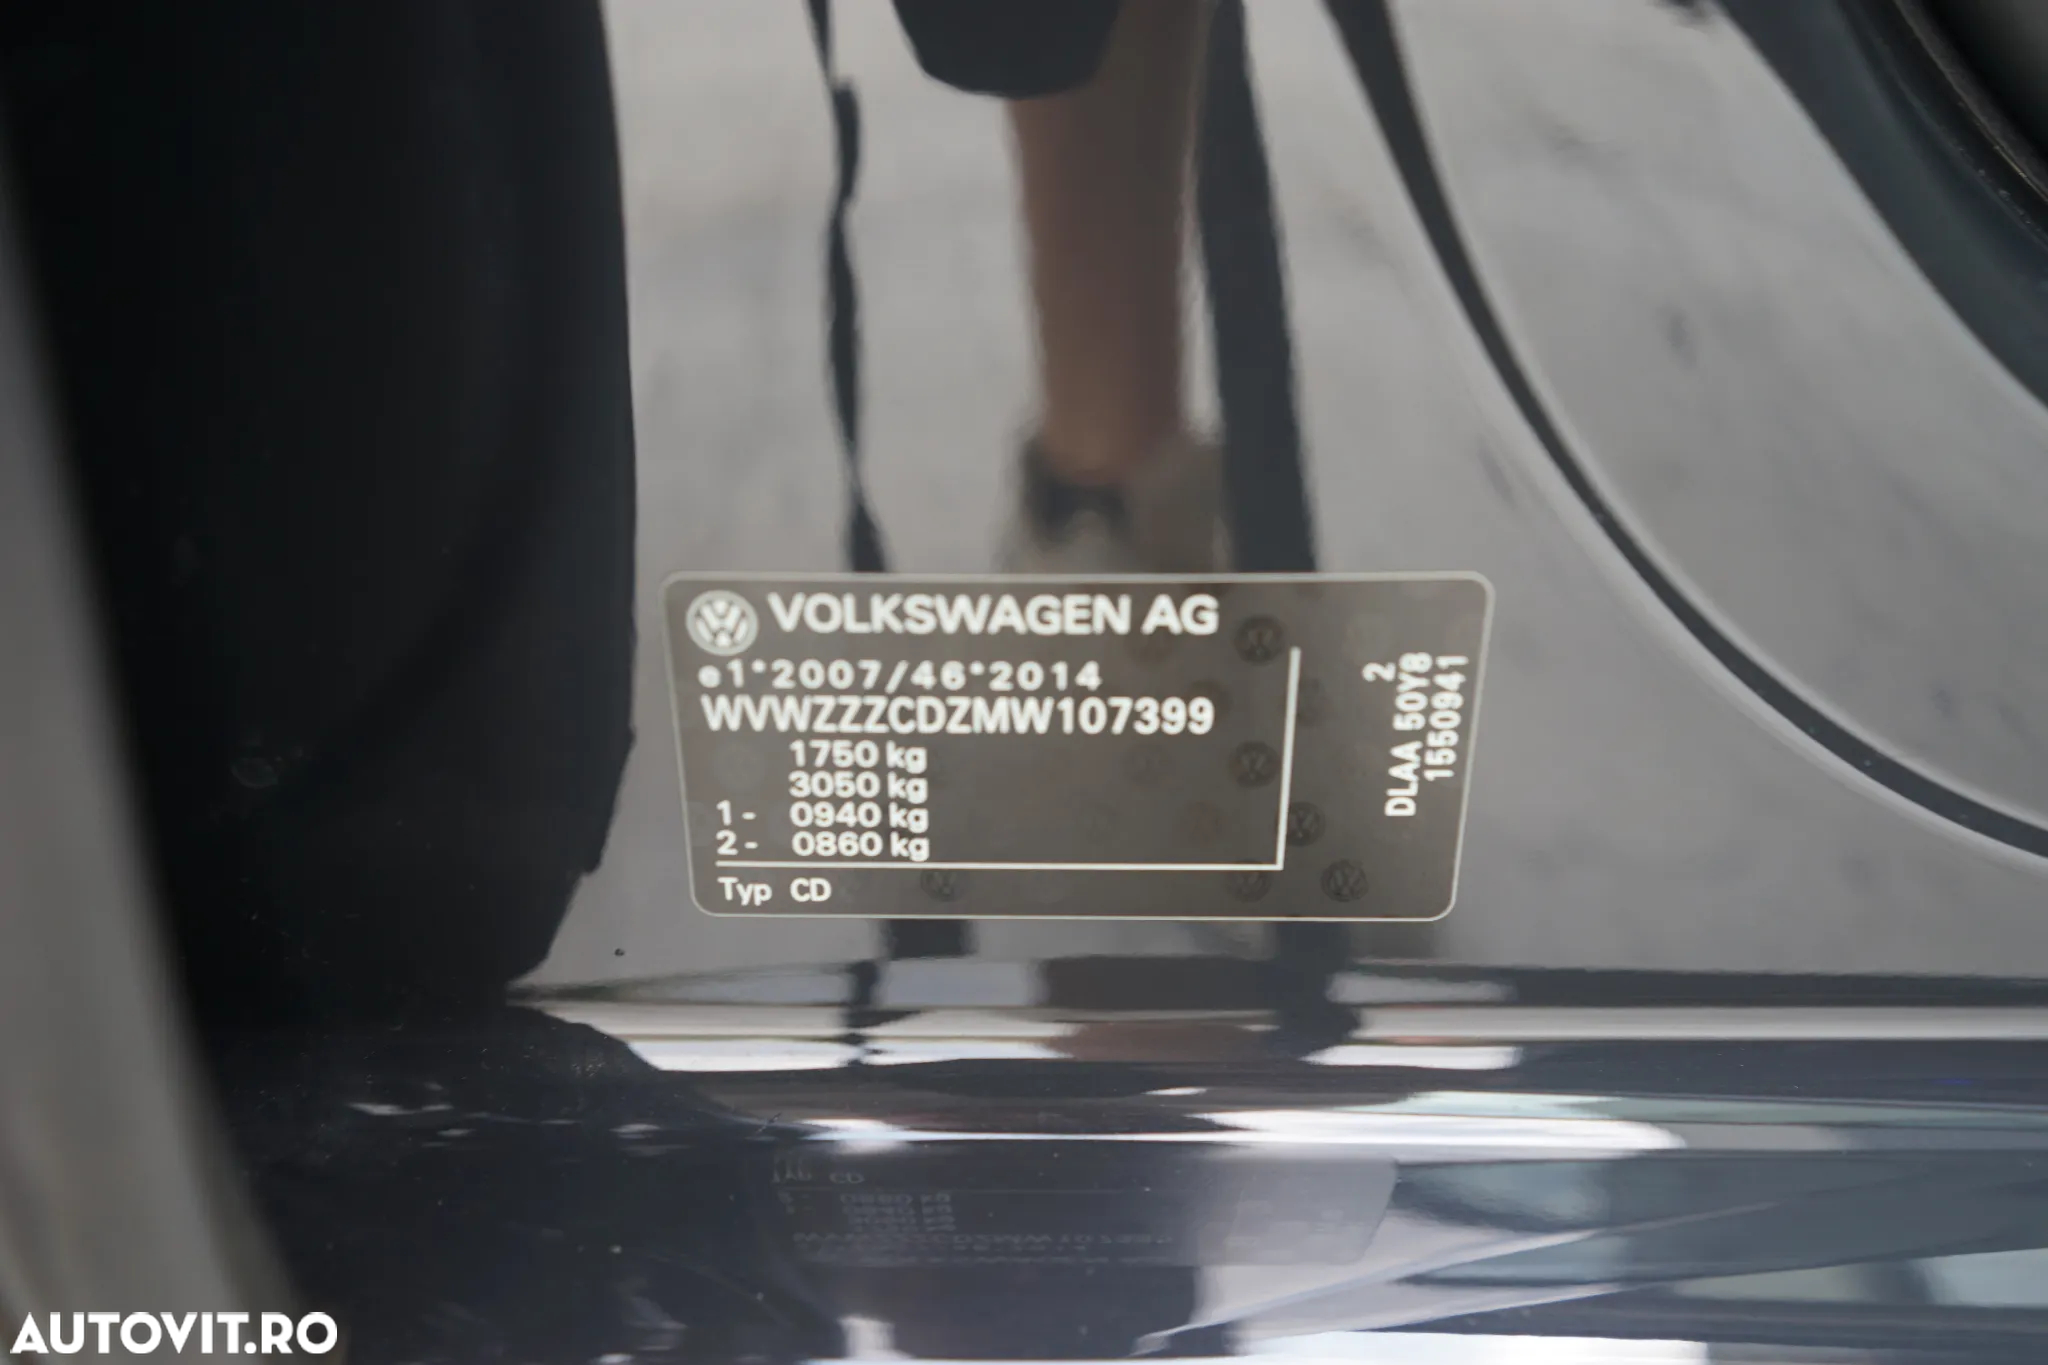 VOLKSWAGEN AG
e1*2007/46*2014
WVWZZZCDZMW107399
1750 kg
3050 kg
1- 0940 kg
2- 0860 kg
Typ CD
2
DLAA 50Y8
1550941
AUTOVIT.RO